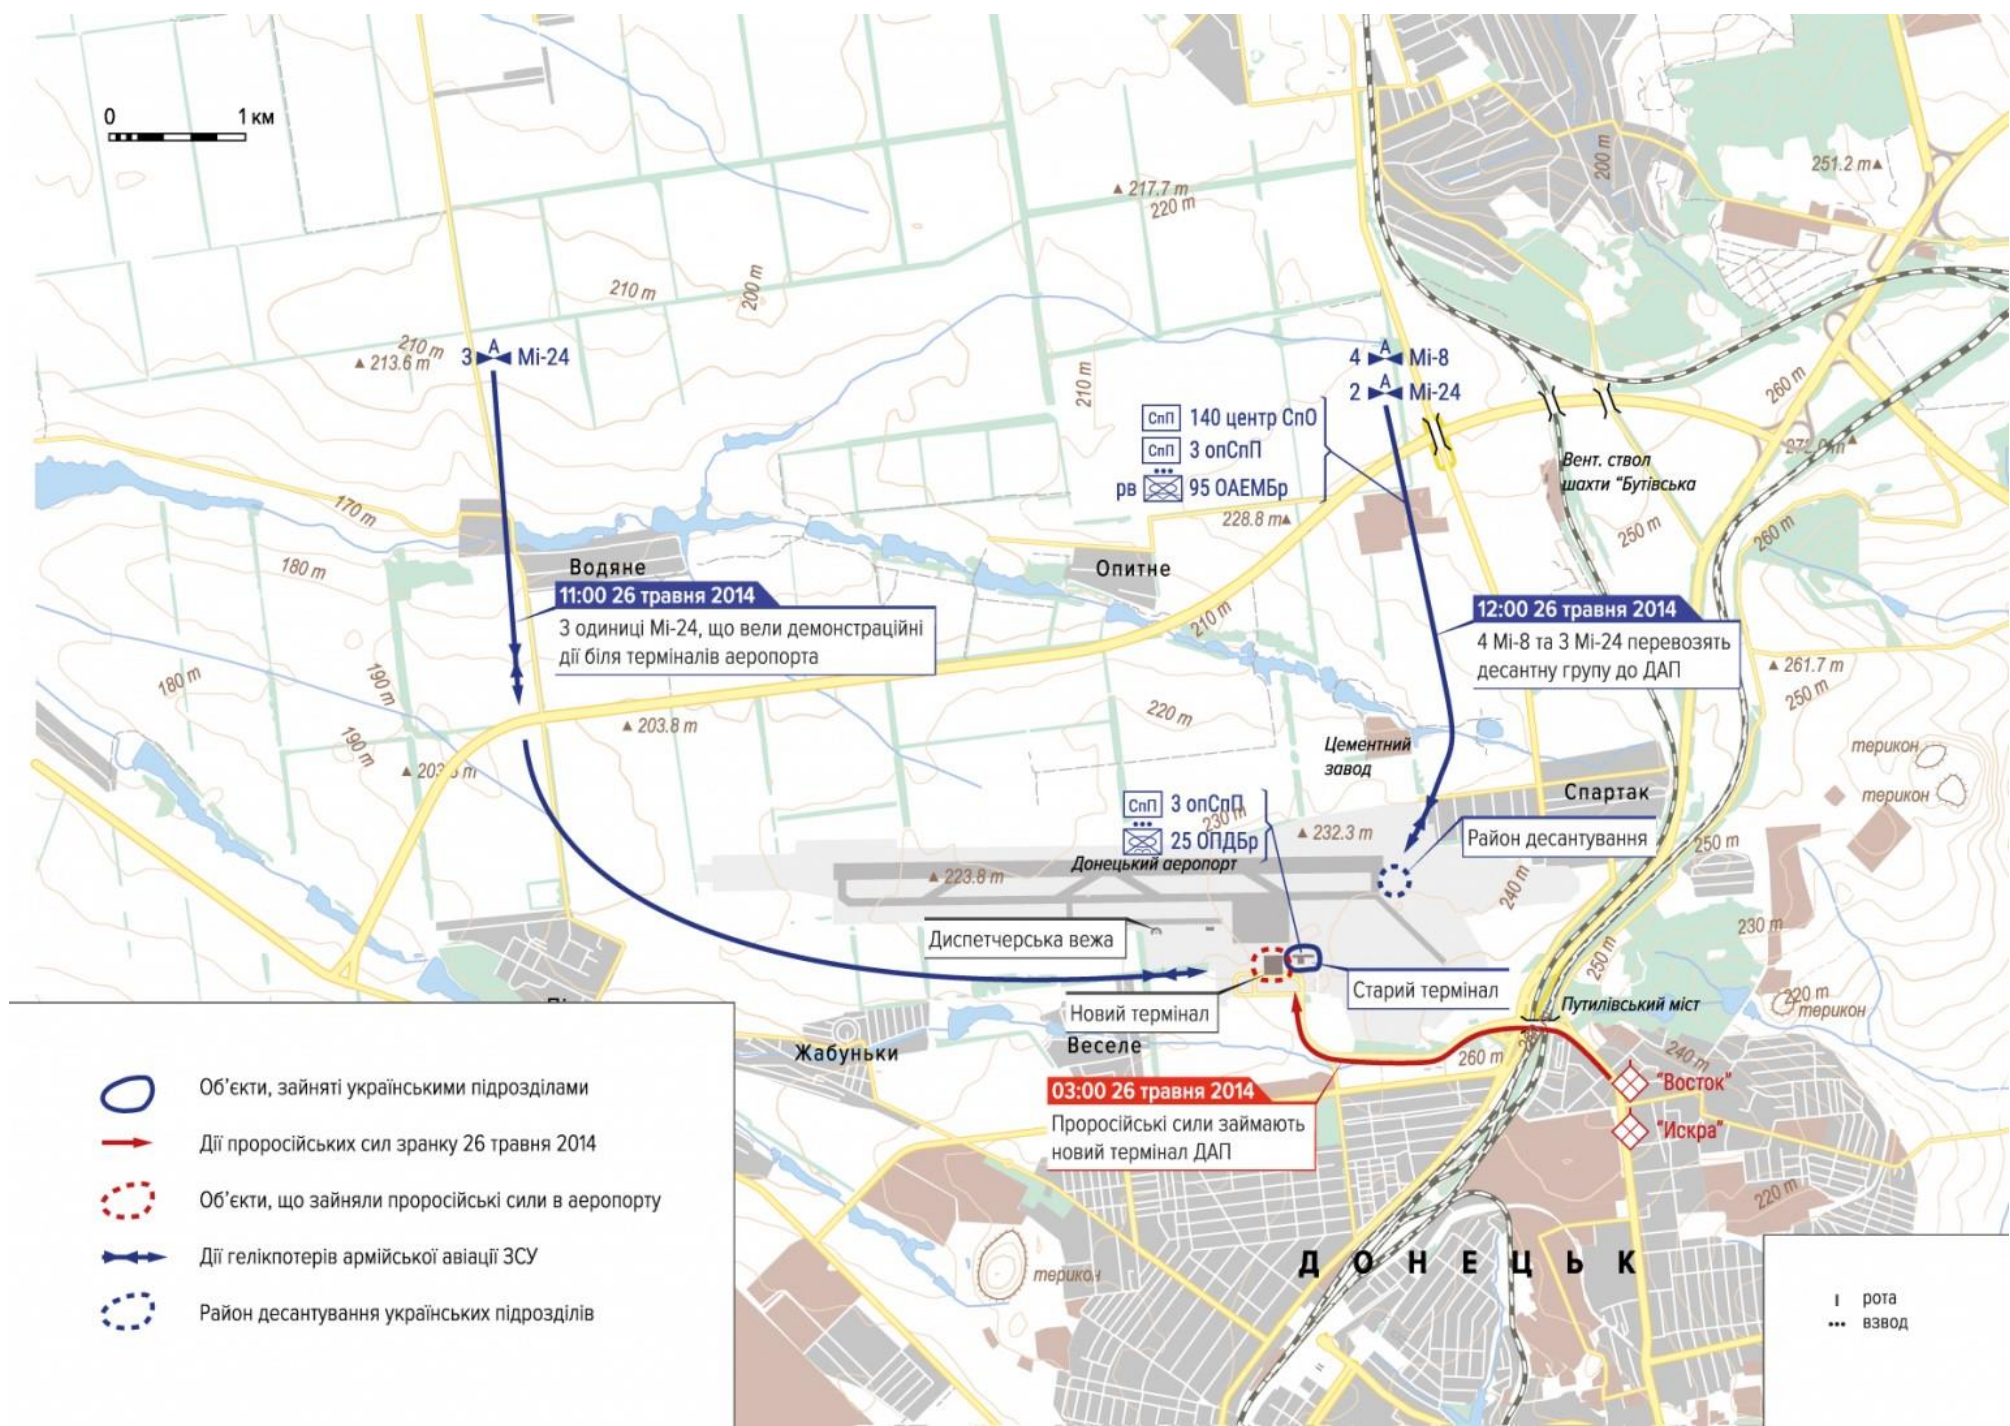 0 1 км
200 m
251.2 m
217.7 m
220 m
210 m
200 m
210 m
213.6 m
3 А Мі-24
4 А Мі-8
2 А Мі-24
210 m
260 m
СпП 140 центр СпО
СпП 3 опСпП
рв 95 ОАЕМБр
272.0 m
Вент. ствол
шахти “Бутівська
170 m
228.8 m
250 m
260 m
180 m
Водяне
Опитне
11:00 26 травня 2014
3 одиниці Мі-24, що вели демонстраційні
дії біля терміналів аеропорта
210 m
12:00 26 травня 2014
4 Мі-8 та 3 Мі-24 перевозять
десантну групу до ДАП
180 m
190 m
261.7 m
250 m
220 m
203.8 m
190 m
Цементний
завод
терикон
терикон
Спартак
СпП 3 опСпП
230 m
25 ОПДБр
232.3 m
Район десантування
250 m
Донецький аеропорт
223.8 m
240 m
Диспетчерська вежа
230 m
250 m
Старий термінал
Новий термінал
Путилівський міст
220 m
терикон
Жабуньки
Веселе
260 m
240 m
03:00 26 травня 2014
Проросійські сили займають
новий термінал ДАП
“Восток”
“Искра”
220 m
терикон
ДОНЕЦЬК
Об’єкти, зайняті українськими підрозділами
Дії проросійських сил зранку 26 травня 2014
Об’єкти, що зайняли проросійські сили в аеропорту
Дії гелікпотерів армійської авіації ЗСУ
Район десантування українських підрозділів
рота
взвод